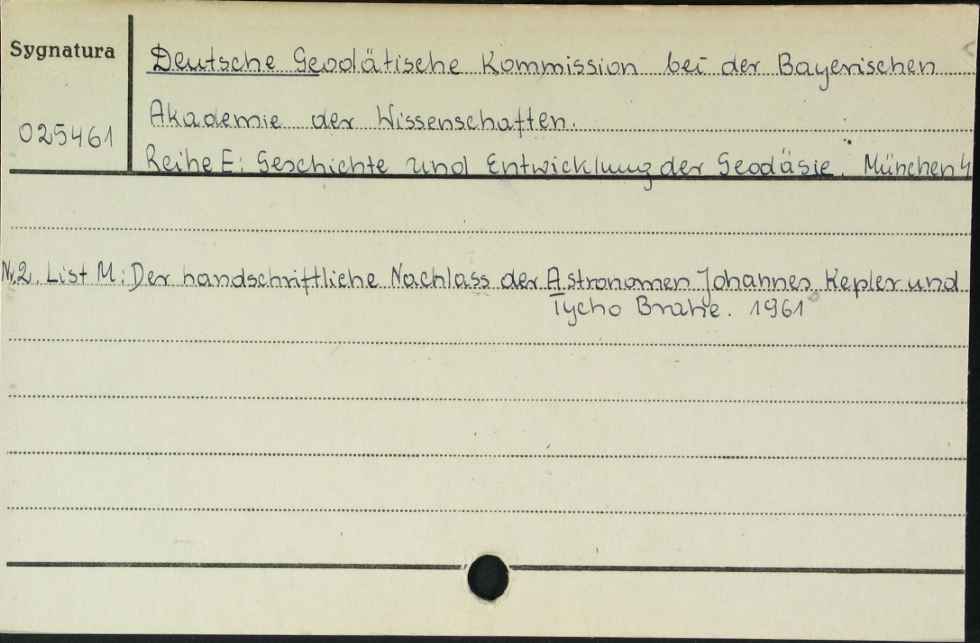 Sygnatura
025461
Deutsche Geodätische Kommission bei der Bayerischen
Akademie der Wissenschaften.
Reihe E: Geschichte und Entwicklung der Geodäsie. München
Nr.2. List M.: Der handschriftliche Nachlass der Astronomen Johannes Kepler und
Tycho Brahe. 1961